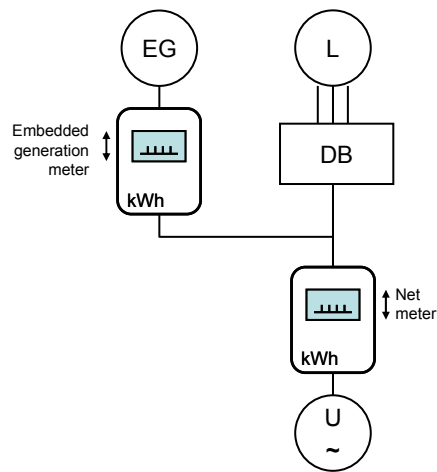 EG
L
Embedded
generation
meter
kWh
DB
Net
meter
kWh
U
~